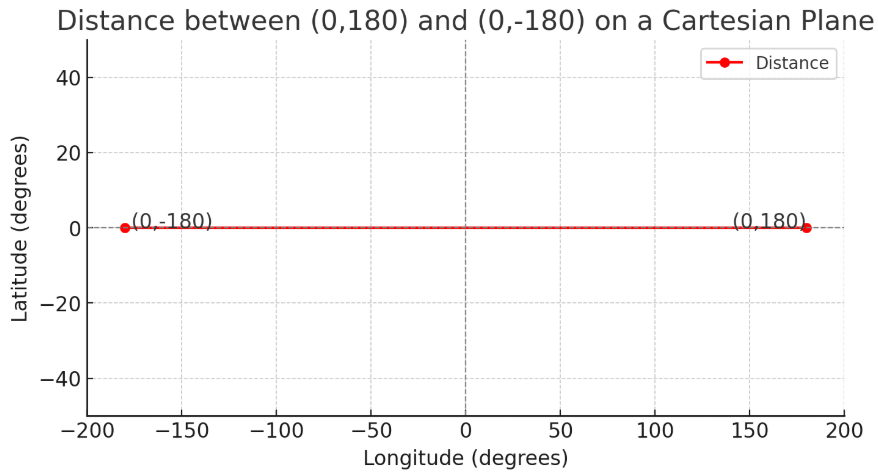 Distance between (0,180) and (0,-180) on a Cartesian Plane
Distance
Latitude (degrees)
40
20
0
−20
−40
(0,-180)
(0,180)
−200 −150 −100 −50 0 50 100 150 200
Longitude (degrees)